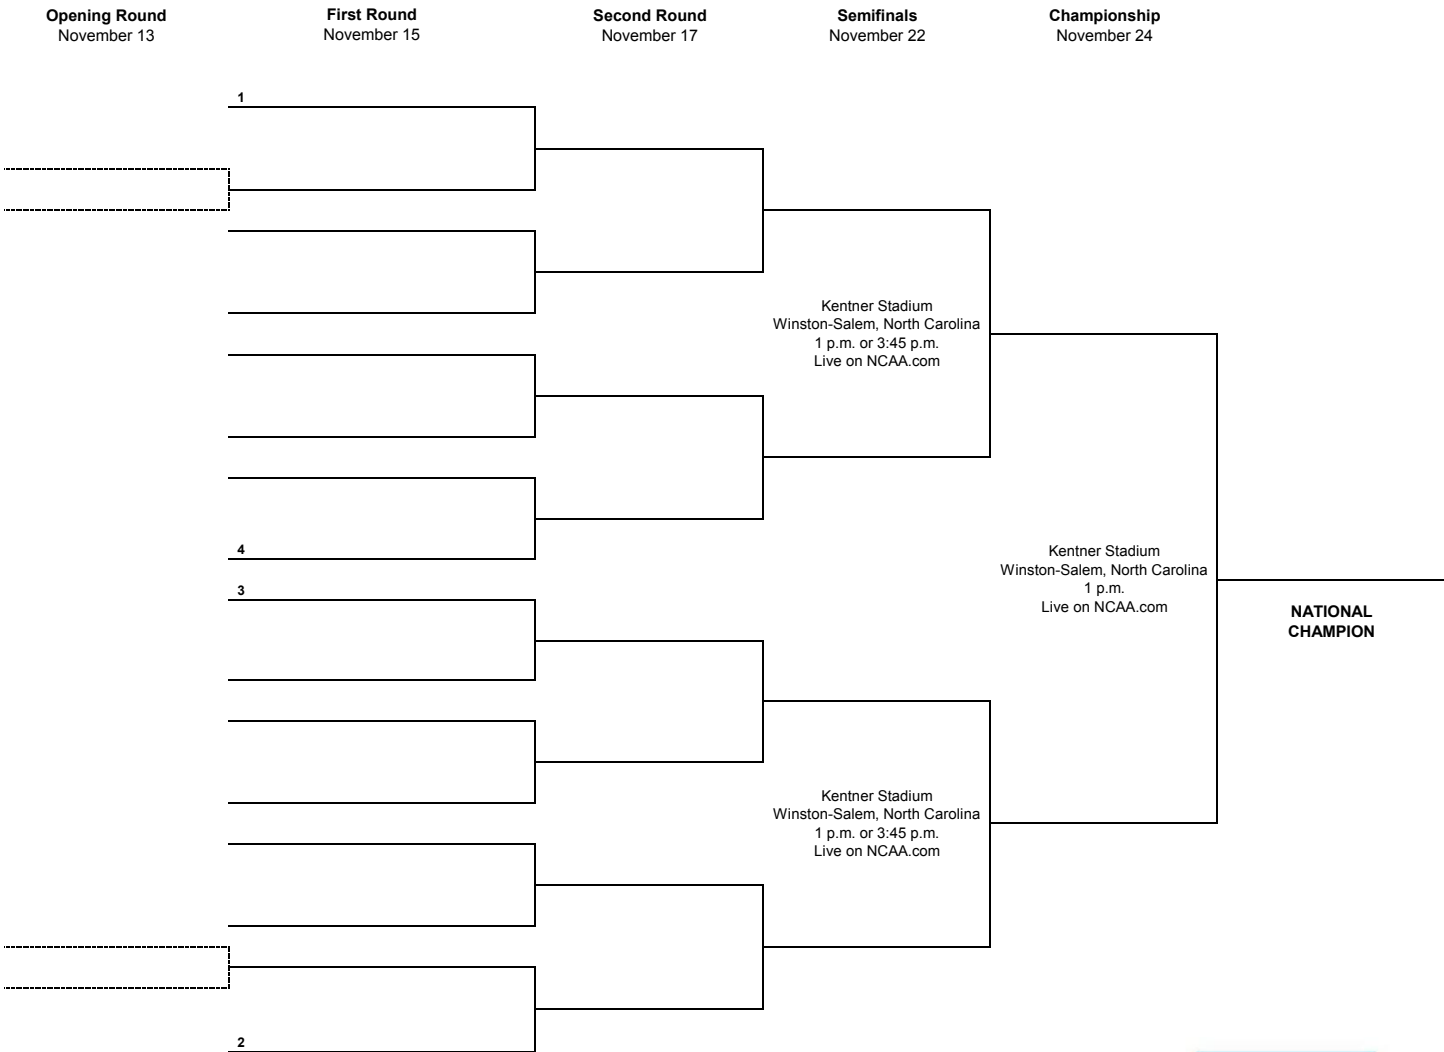 Opening Round
November 13
First Round
November 15
Second Round
November 17
Semifinals
November 22
Championship
November 24
1
Kentner Stadium
Winston-Salem, North Carolina
1 p.m. or 3:45 p.m.
Live on NCAA.com
4
3
Kentner Stadium
Winston-Salem, North Carolina
1 p.m.
Live on NCAA.com
NATIONAL
CHAMPION
Kentner Stadium
Winston-Salem, North Carolina
1 p.m. or 3:45 p.m.
Live on NCAA.com
2